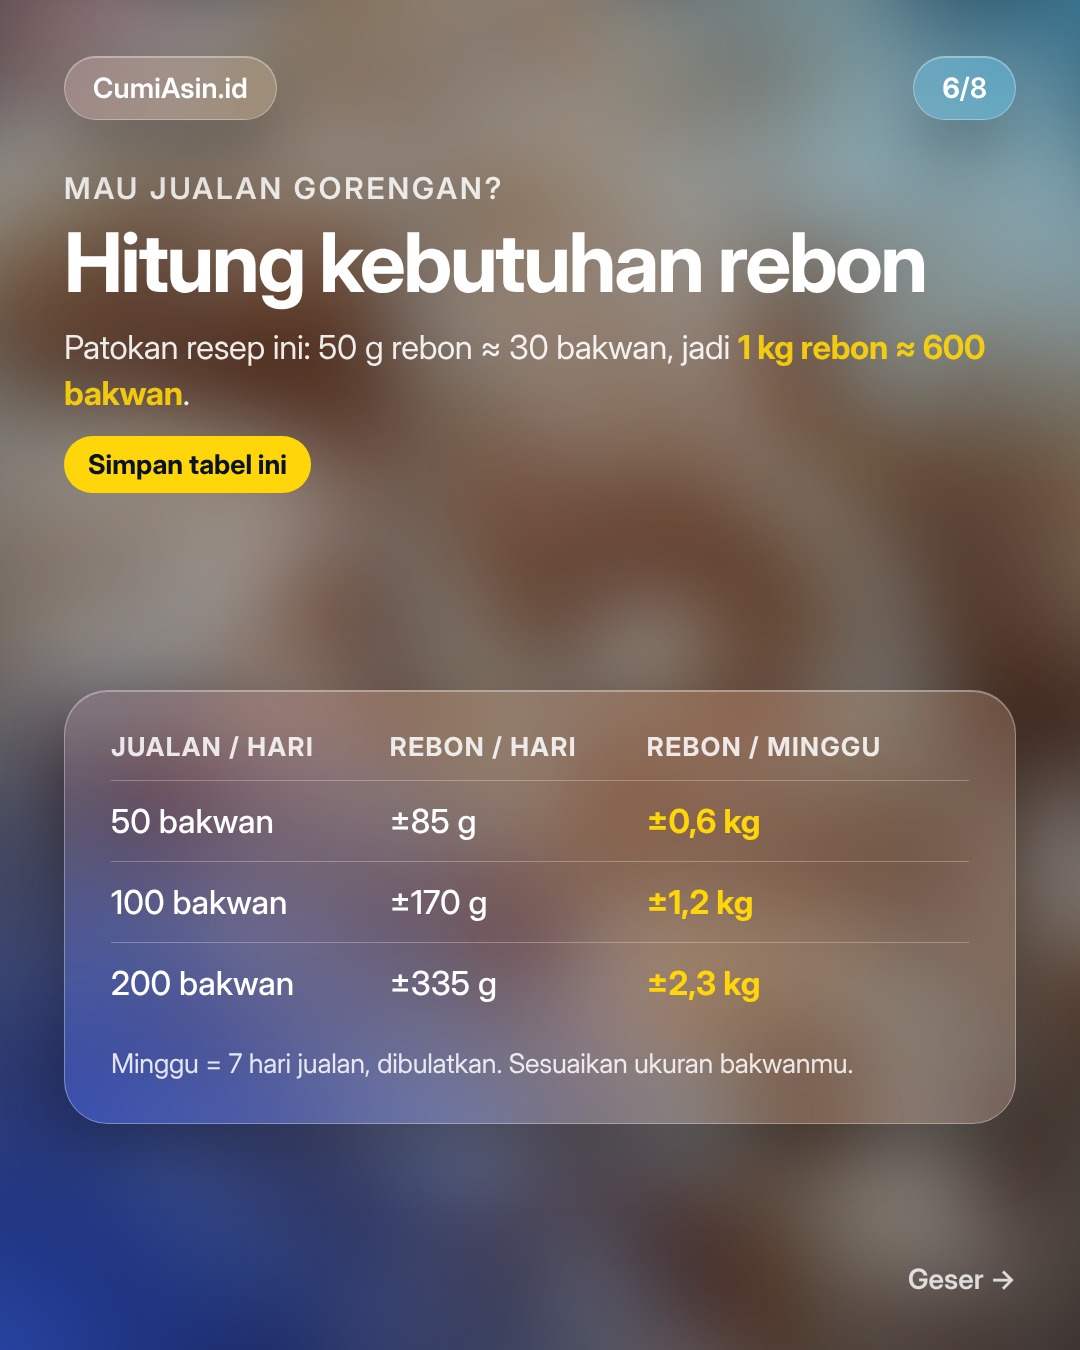 CumiAsin.id
6/8
MAU JUALAN GORENGAN?
Hitung kebutuhan rebon
Patokan resep ini: 50 g rebon ≈ 30 bakwan, jadi 1 kg rebon ≈ 600
bakwan.
Simpan tabel ini
JUALAN / HARI REBON / HARI REBON / MINGGU
50 bakwan ±85 g ±0,6 kg
100 bakwan ±170 g ±1,2 kg
200 bakwan ±335 g ±2,3 kg
Minggu = 7 hari jualan, dibulatkan. Sesuaikan ukuran bakwanmu.
Geser →